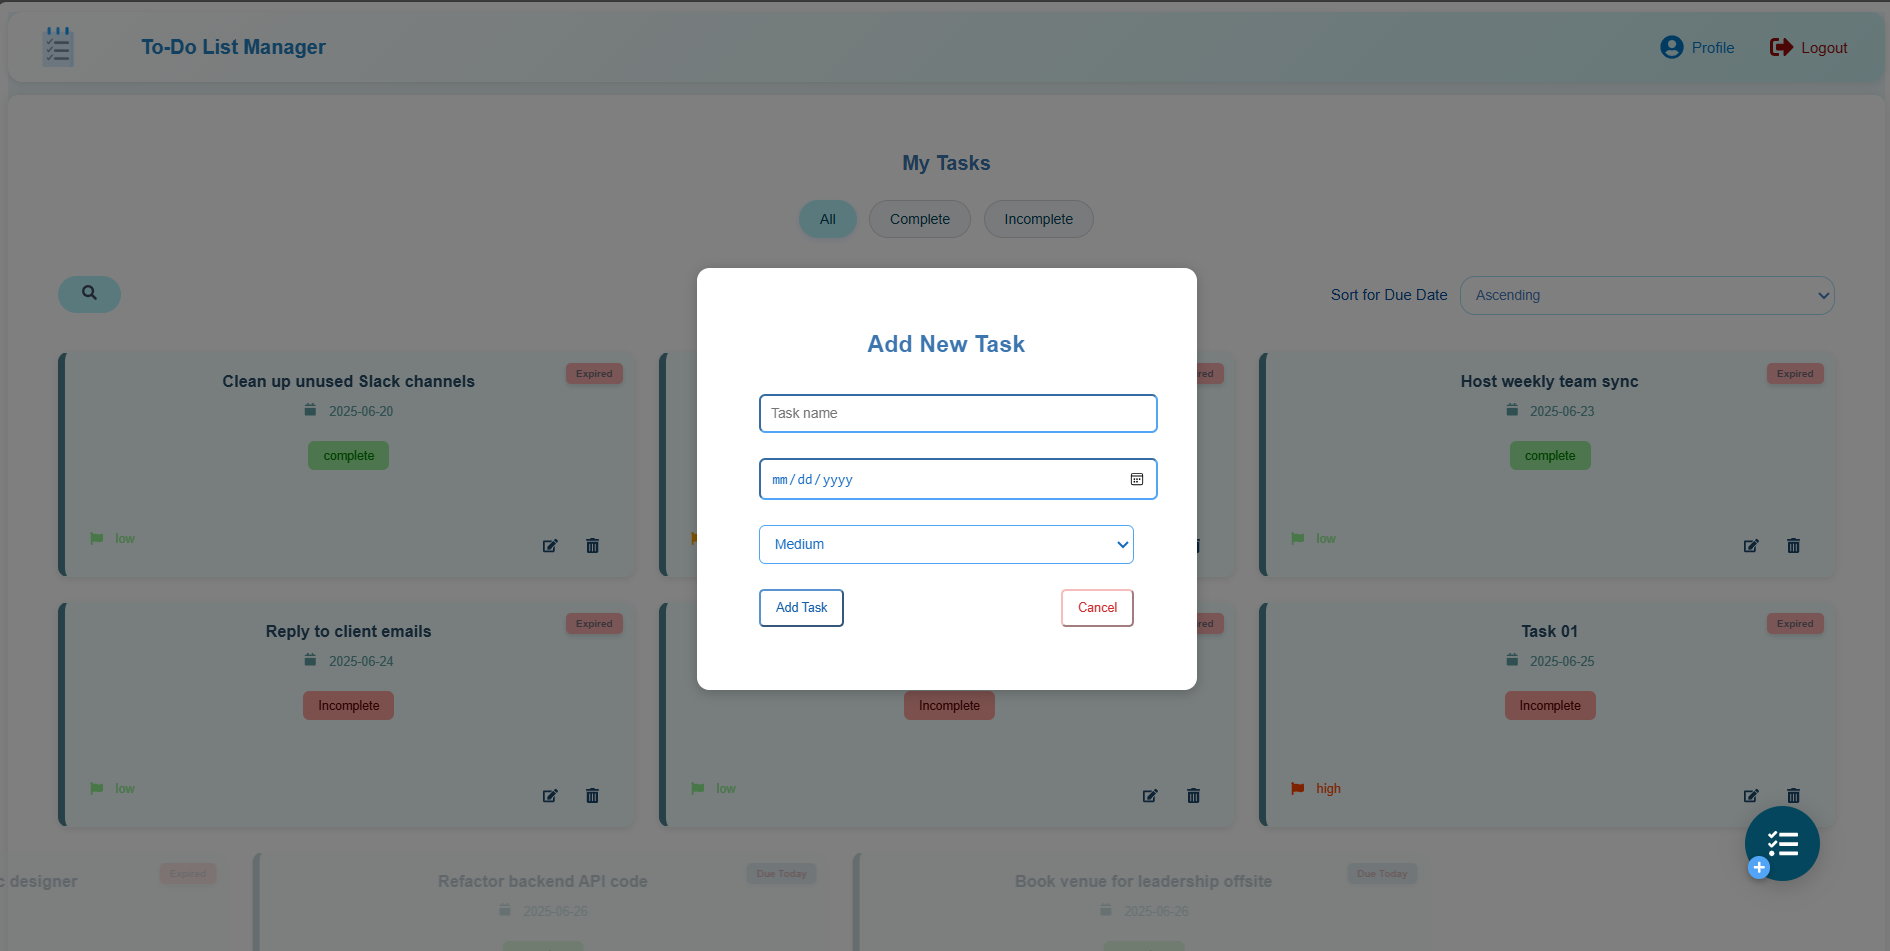 To-Do List Manager
Profile
Logout
My Tasks
All
Complete
Incomplete
Sort for Due Date
Ascending
Add New Task
Task name
mm/dd/yyyy
Medium
Add Task
Cancel
Expired
Clean up unused Slack channels
2025-06-20
complete
low
Expired
Host weekly team sync
2025-06-23
complete
low
Expired
Reply to client emails
2025-06-24
Incomplete
low
Incomplete
low
Expired
Task 01
2025-06-25
Incomplete
high
Expired
designer
Due Today
Refactor backend API code
2025-06-26
Due Today
Book venue for leadership offsite
2025-06-26